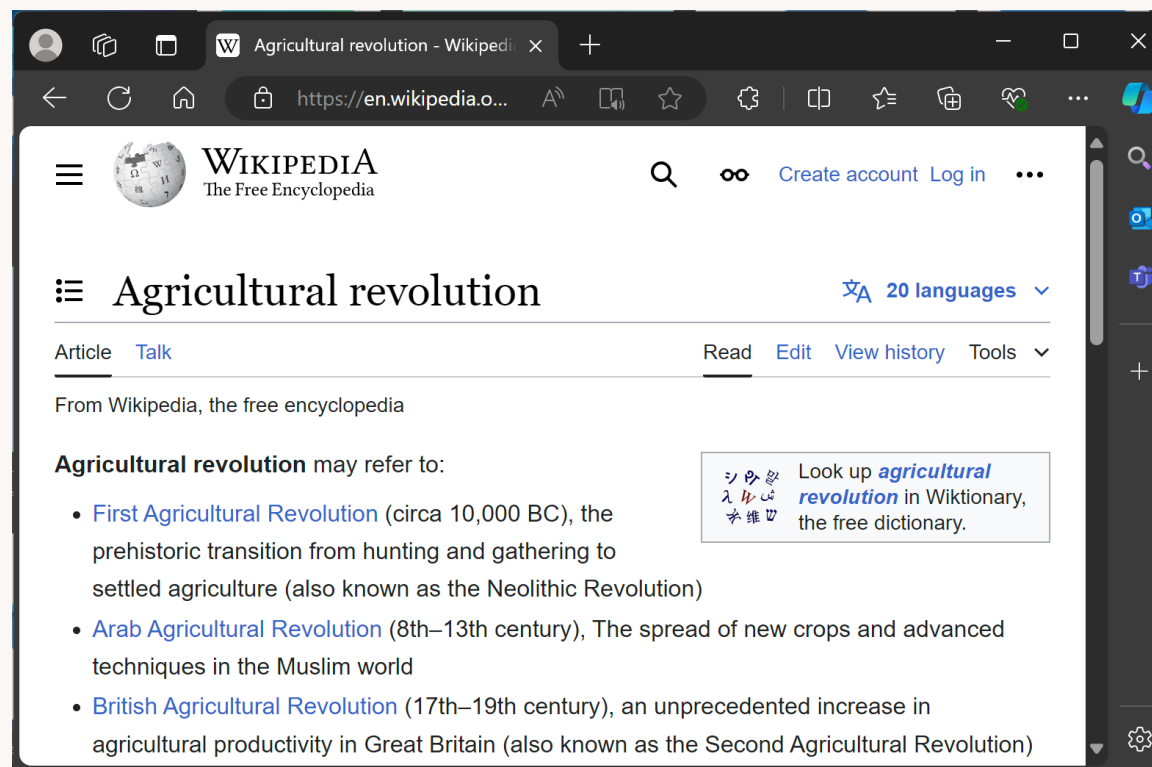 Agricultural revolution - Wikipedi
https://en.wikipedia.o...
WIKIPEDIA
The Free Encyclopedia
Create account Log in
Agricultural revolution
20 languages
Article Talk
Read Edit View history Tools
From Wikipedia, the free encyclopedia
Agricultural revolution may refer to:
Look up agricultural
revolution in Wiktionary,
the free dictionary.
• First Agricultural Revolution (circa 10,000 BC), the
prehistoric transition from hunting and gathering to
settled agriculture (also known as the Neolithic Revolution)
• Arab Agricultural Revolution (8th–13th century), The spread of new crops and advanced
techniques in the Muslim world
• British Agricultural Revolution (17th–19th century), an unprecedented increase in
agricultural productivity in Great Britain (also known as the Second Agricultural Revolution)